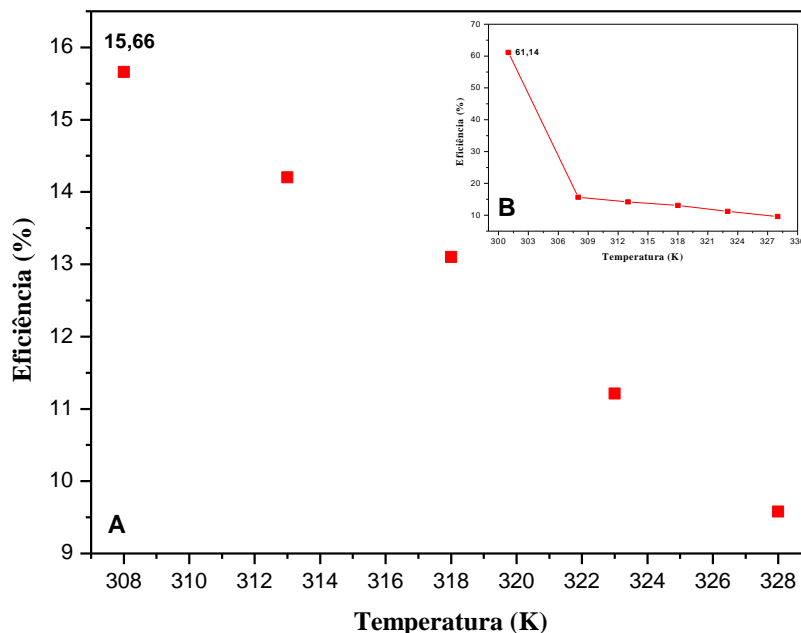 16
15
14
13
12
11
10
9
15,66
Eficiência (%)
A
308 310 312 314 316 318 320 322 324 326 328
Temperatura (K)
70
60
50
40
30
20
10
61,14
Eficiência (%)
B
300 303 306 309 312 315 318 321 324 327 330
Temperatura (K)